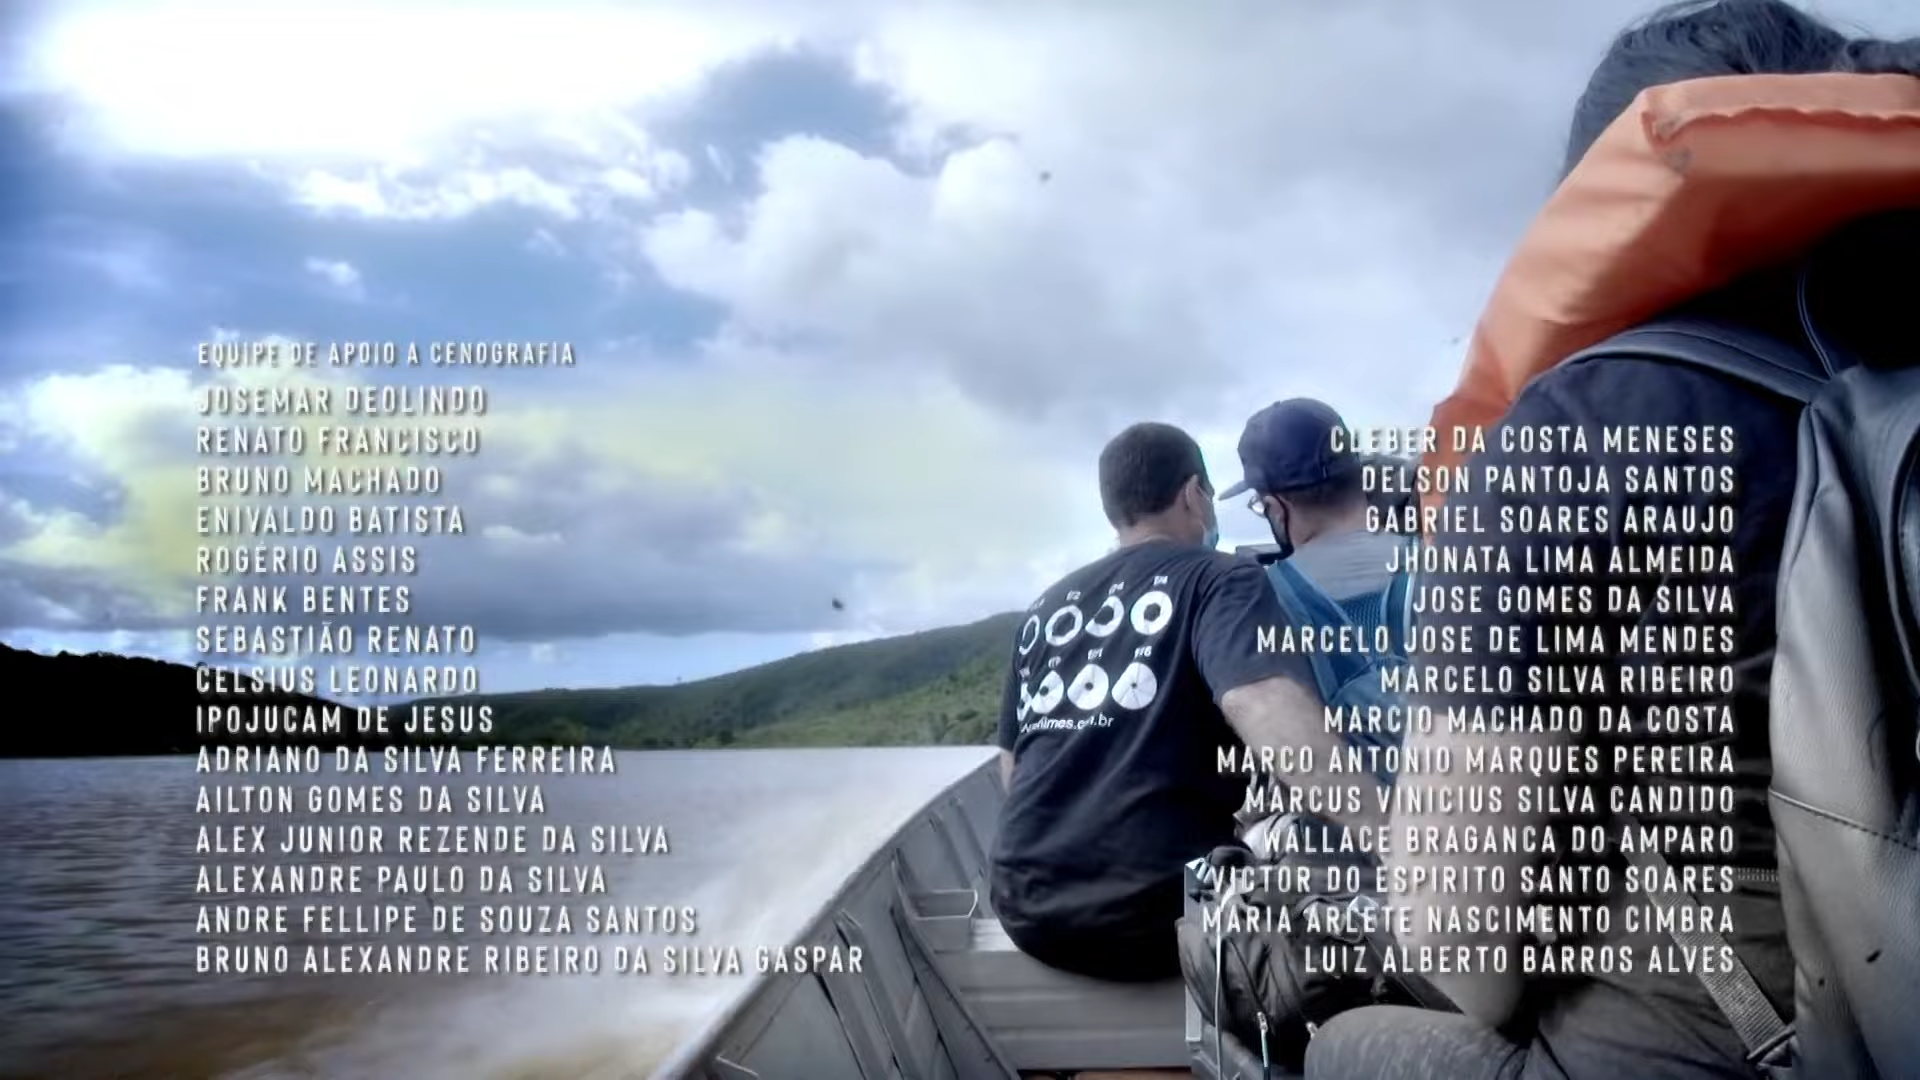 EQUIPE DE APOIO A CENOGRAFIA
JOSEMAR DEOLINDO
RENATO FRANCISCO
BRUNO MACHADO
ENIVALDO BATISTA
ROGÉRIO ASSIS
FRANK BENTES
SEBASTIÃO RENATO
CELSIUS LEONARDO
IPOJUCAM DE JESUS
ADRIANO DA SILVA FERREIRA
AILTON GOMES DA SILVA
ALEX JUNIOR REZENDE DA SILVA
ALEXANDRE PAULO DA SILVA
ANDRE FELLIPE DE SOUZA SANTOS
BRUNO ALEXANDRE RIBEIRO DA SILVA GASPAR
CLEBER DA COSTA MENESES
DELSON PANTOJA SANTOS
GABRIEL SOARES ARAUJO
JHONATA LIMA ALMEIDA
JOSE GOMES DA SILVA
MARCELO JOSE DE LIMA MENDES
MARCELO SILVA RIBEIRO
MARCIO MACHADO DA COSTA
MARCO ANTONIO MARQUES PEREIRA
MARCUS VINICIUS SILVA CANDIDO
WALLACE BRAGANCA DO AMPARO
VICTOR DO ESPIRITO SANTO SOARES
MARIA ARLETE NASCIMENTO CIMBRA
LUIZ ALBERTO BARROS ALVES